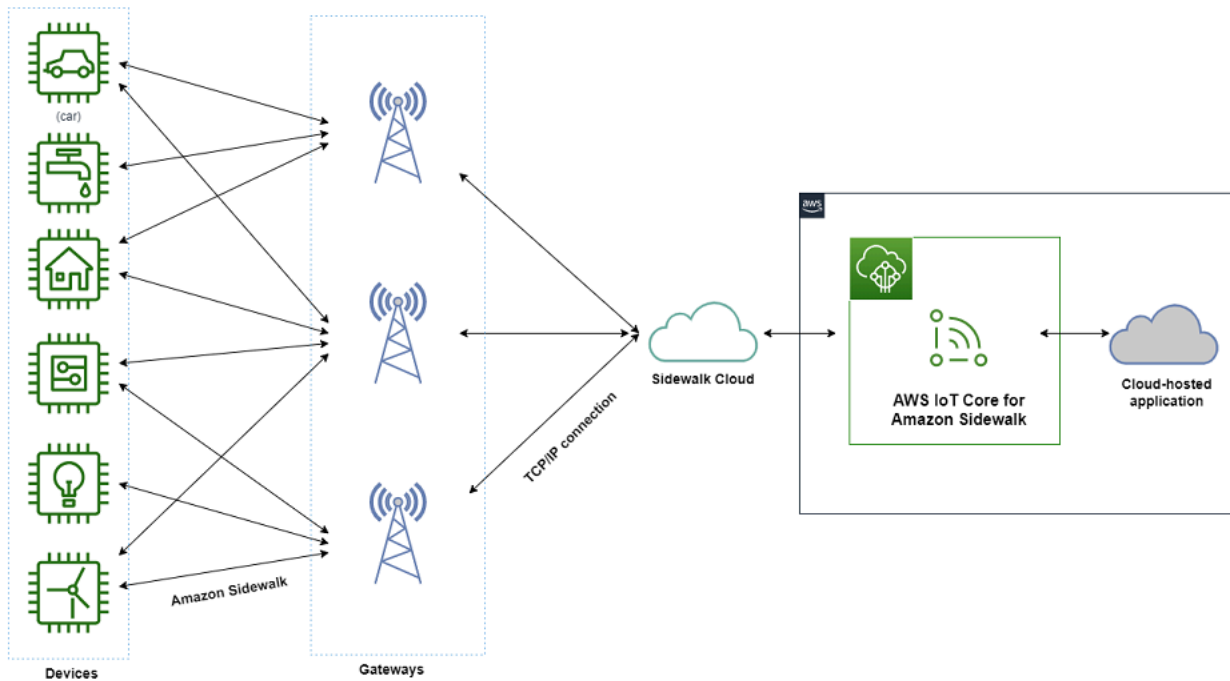 (car)
Devices
Amazon Sidewalk
Gateways
TCP/IP connection
Sidewalk Cloud
aws
AWS IoT Core for
Amazon Sidewalk
Cloud-hosted
application